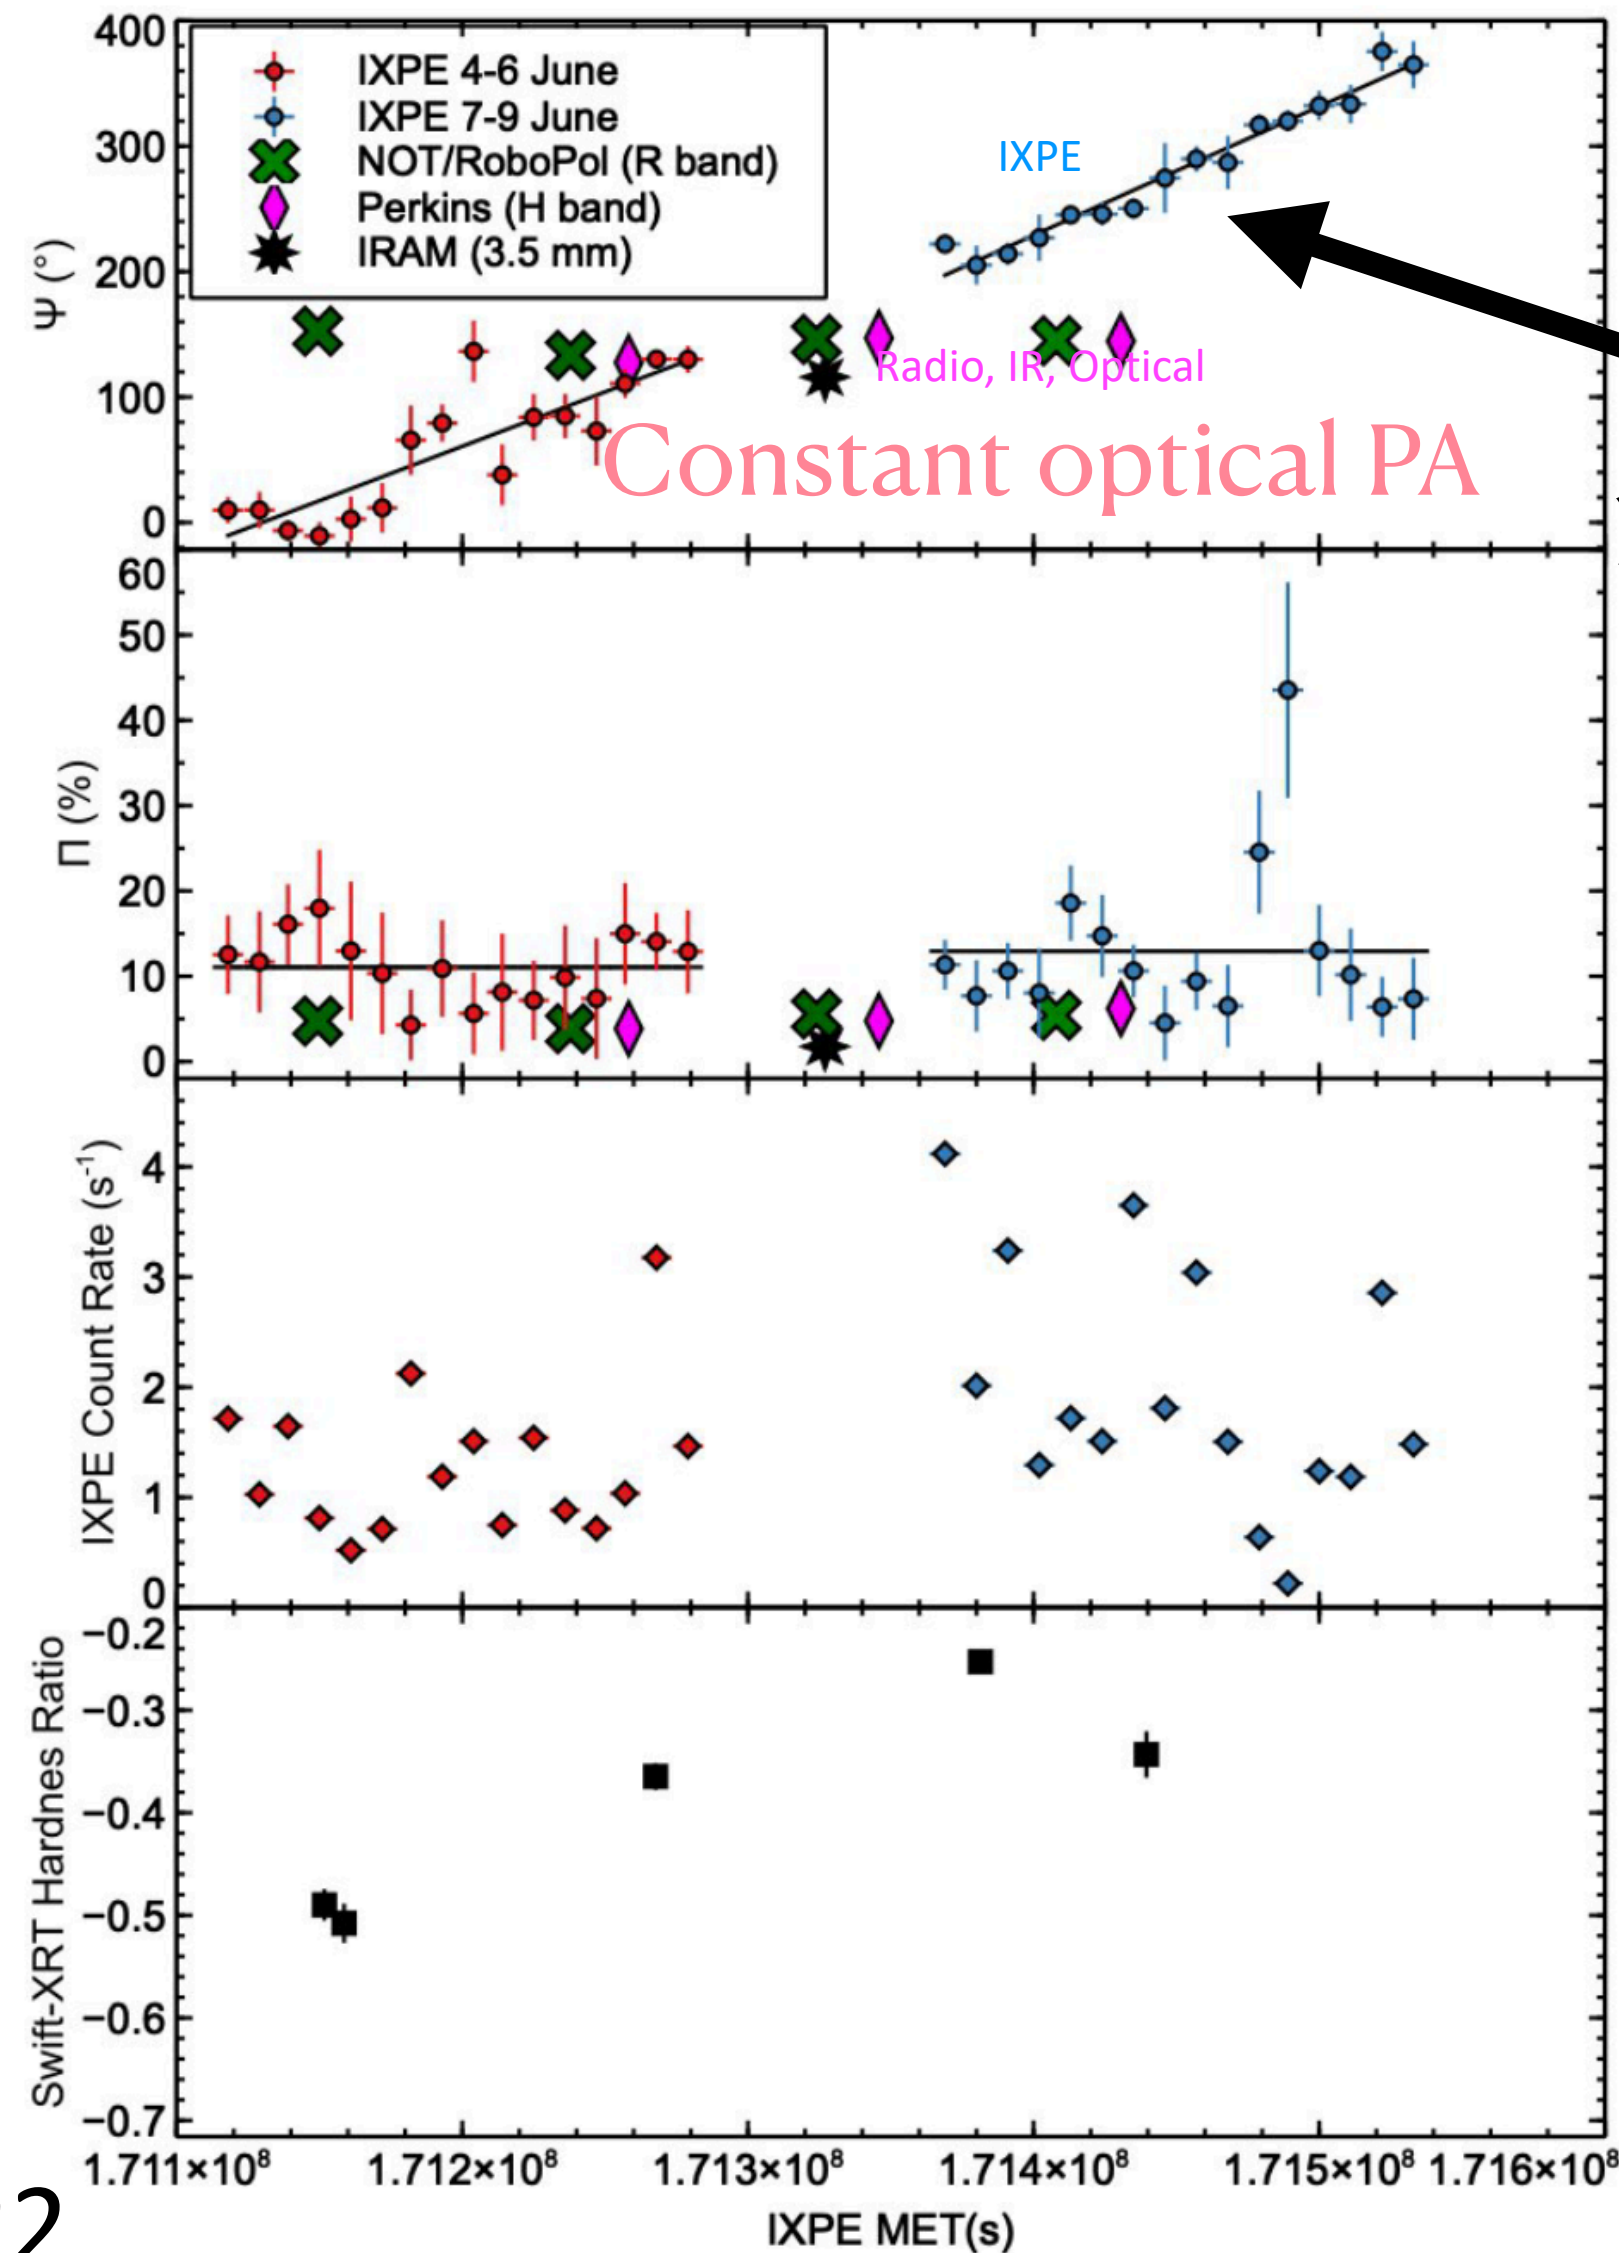 400
300
200
100
0
Ψ (°)
IXPE 4-6 June
IXPE 7-9 June
NOT/RoboPol (R band)
Perkins (H band)
IRAM (3.5 mm)
IXPE
Radio, IR, Optical
Constant optical PA
60
50
40
30
20
10
0
Π (%)
4
3
2
1
0
IXPE Count Rate (s⁻¹)
−0.2
−0.3
−0.4
−0.5
−0.6
−0.7
Swift-XRT Hardnes Ratio
1.711×10⁸ 1.712×10⁸ 1.713×10⁸ 1.714×10⁸ 1.715×10⁸ 1.716×10⁸
IXPE MET(s)